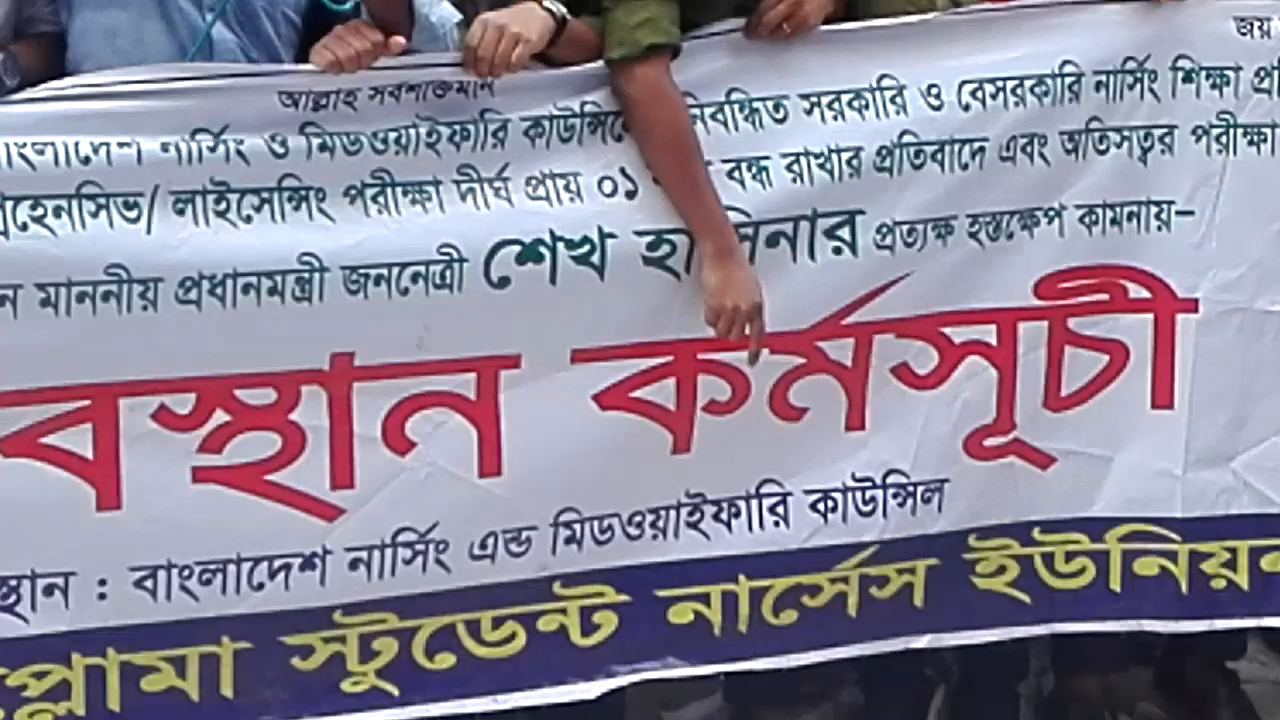 জয়
আল্লাহ সর্বশক্তিমান
বাংলাদেশ নার্সিং ও মিডওয়াইফারি কাউন্সিলে নিবন্ধিত সরকারি ও বেসরকারি নার্সিং শিক্ষা প্র
প্রহেনসিভ/ লাইসেন্সিং পরীক্ষা দীর্ঘ প্রায় ০১ বন্ধ রাখার প্রতিবাদে এবং অতিসত্বর পরীক্ষা
ন মাননীয় প্রধানমন্ত্রী জননেত্রী শেখ হাসিনার প্রত্যক্ষ হস্তক্ষেপ কামনায়-
বস্থান কর্মসূচী
স্থান : বাংলাদেশ নার্সিং এন্ড মিডওয়াইফারি কাউন্সিল
প্লোমা স্টুডেন্ট নার্সেস ইউনিয়ন